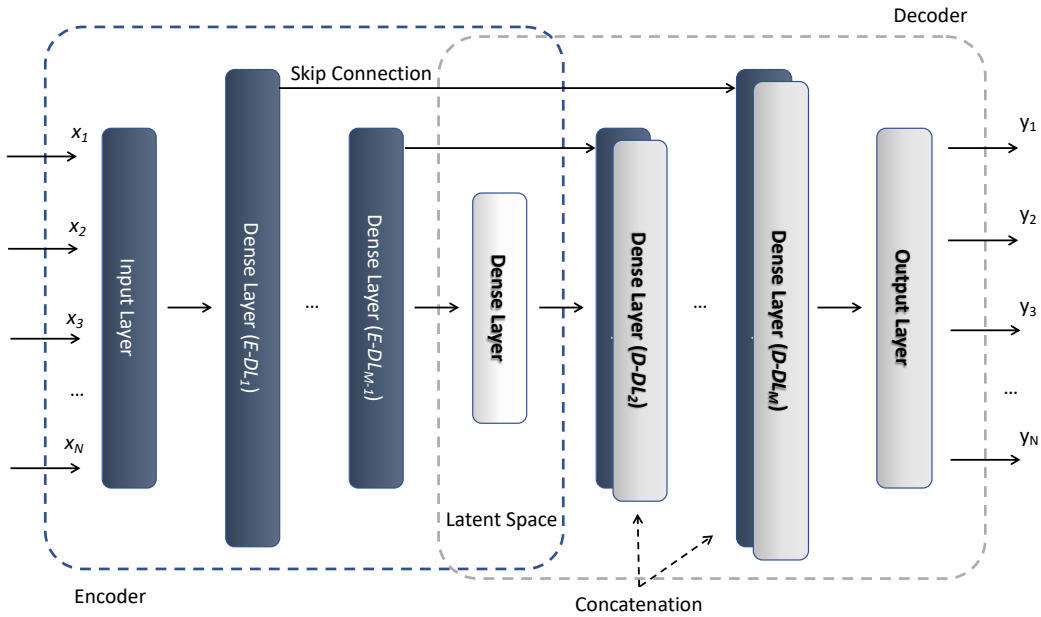 Decoder
Skip Connection
x1
x2
x3
...
xN
Input Layer
Dense Layer (E-DL1)
...
Dense Layer (E-DLM-1)
Dense Layer
Dense Layer (D-DL2)
...
Dense Layer (D-DLM)
Output Layer
y1
y2
y3
...
yN
Latent Space
Encoder
Concatenation